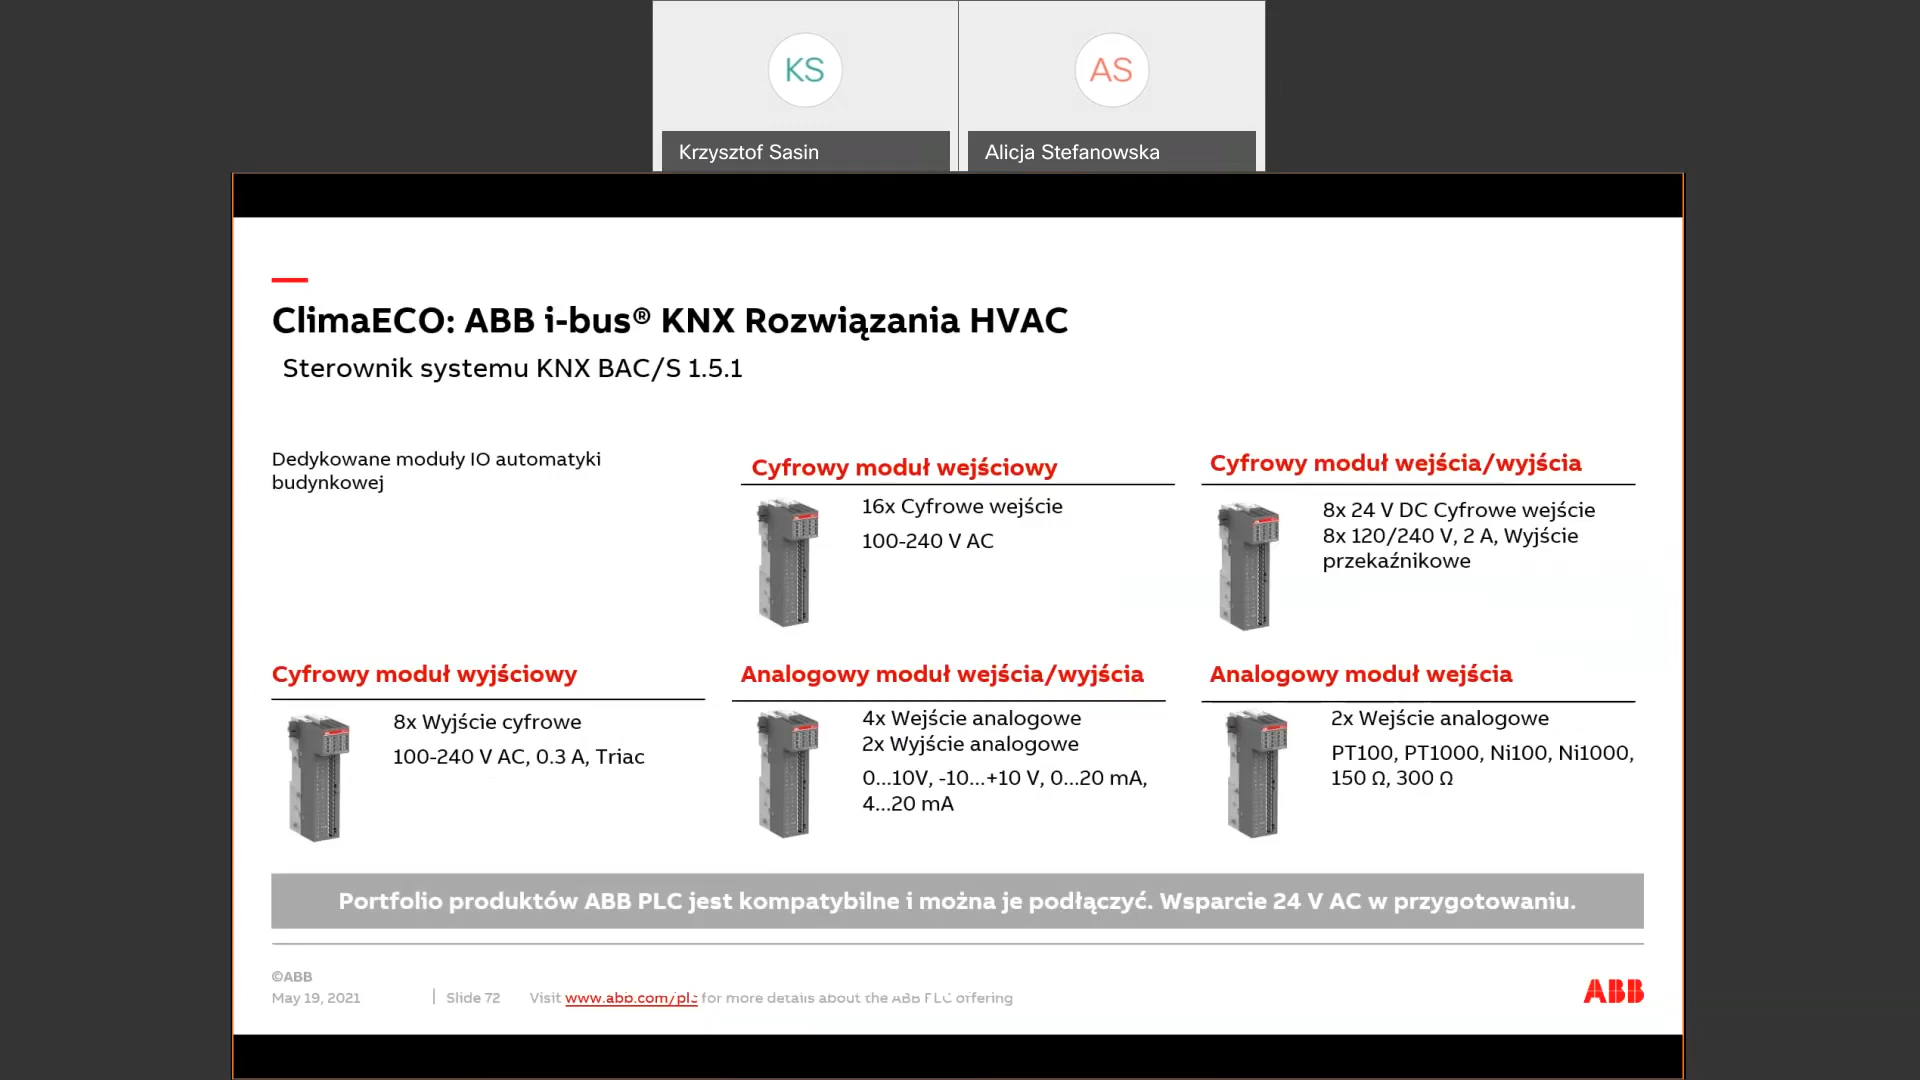 KS
AS
Krzysztof Sasin
Alicja Stefanowska
ClimaECO: ABB i-bus® KNX Rozwiązania HVAC
Sterownik systemu KNX BAC/S 1.5.1
Dedykowane moduły IO automatyki
budynkowej
Cyfrowy moduł wejściowy
16x Cyfrowe wejście
100-240 V AC
Cyfrowy moduł wejścia/wyjścia
8x 24 V DC Cyfrowe wejście
8x 120/240 V, 2 A, Wyjście
przekaźnikowe
Cyfrowy moduł wyjściowy
8x Wyjście cyfrowe
100-240 V AC, 0.3 A, Triac
Analogowy moduł wejścia/wyjścia
4x Wejście analogowe
2x Wyjście analogowe
0...10V, -10...+10 V, 0...20 mA,
4...20 mA
Analogowy moduł wejścia
2x Wejście analogowe
PT100, PT1000, Ni100, Ni1000,
150 Ω, 300 Ω
Portfolio produktów ABB PLC jest kompatybilne i można je podłączyć. Wsparcie 24 V AC w przygotowaniu.
©ABB
May 19, 2021
Slide 72
Visit www.abb.com/plc for more details about the ABB PLC offering
ABB